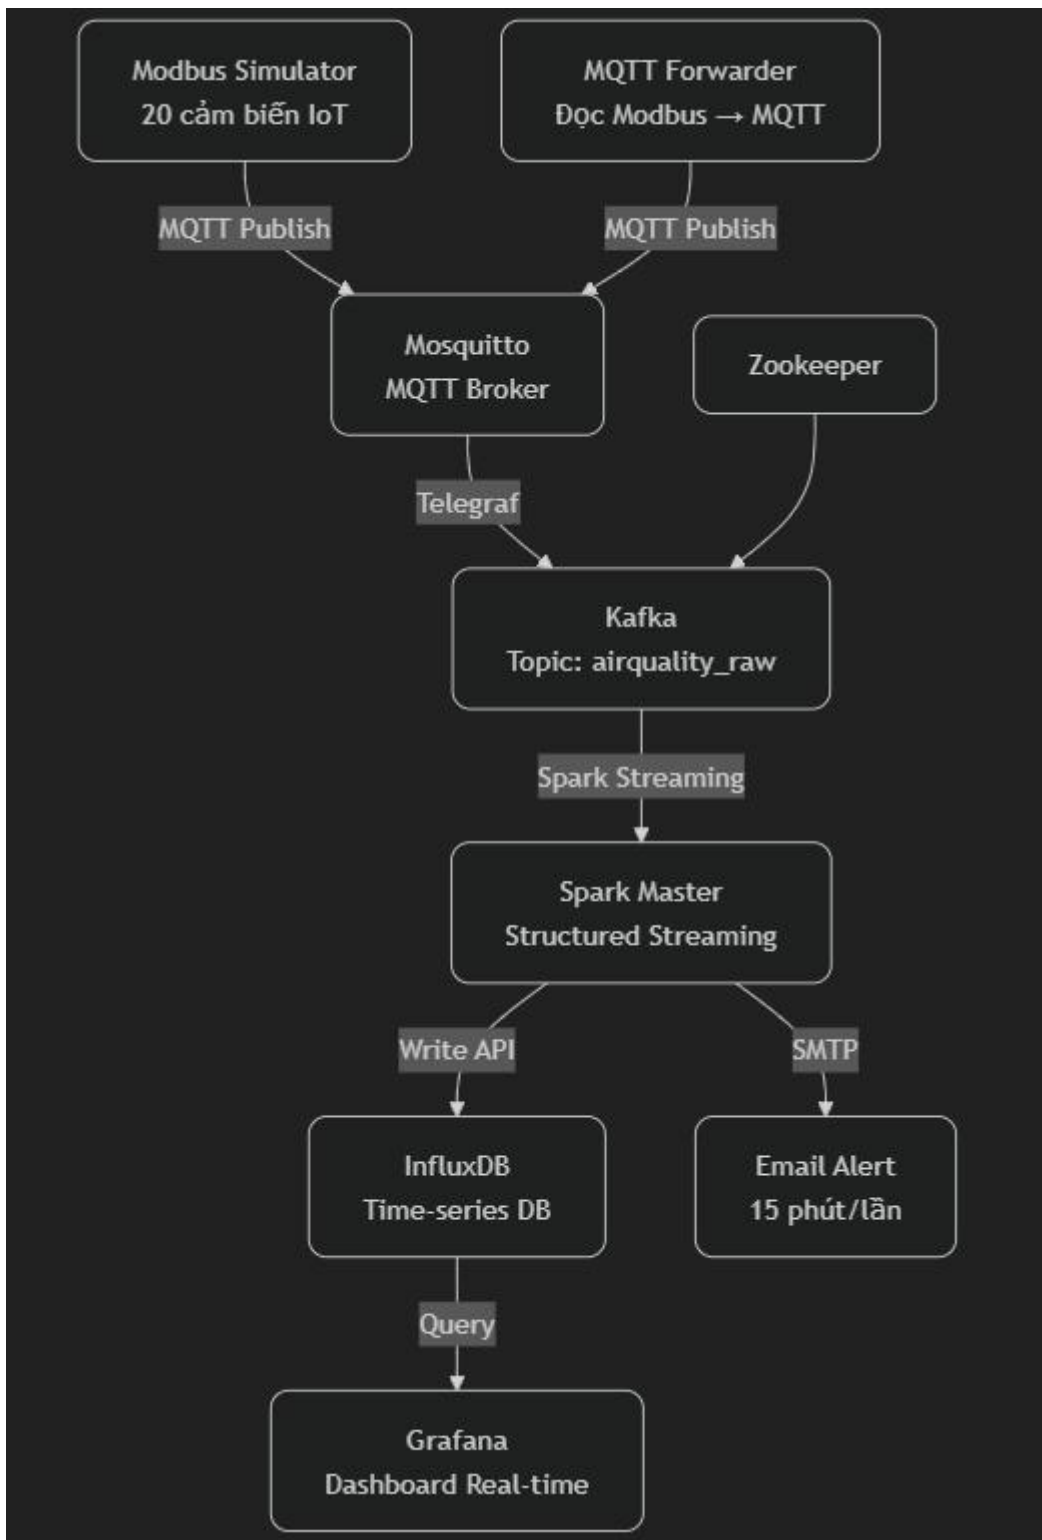 Modbus Simulator
20 cảm biến IoT
MQTT Forwarder
Đọc Modbus → MQTT
MQTT Publish
MQTT Publish
Mosquitto
MQTT Broker
Zookeeper
Telegraf
Kafka
Topic: airquality_raw
Spark Streaming
Spark Master
Structured Streaming
Write API
SMTP
InfluxDB
Time-series DB
Email Alert
15 phút/lần
Query
Grafana
Dashboard Real-time